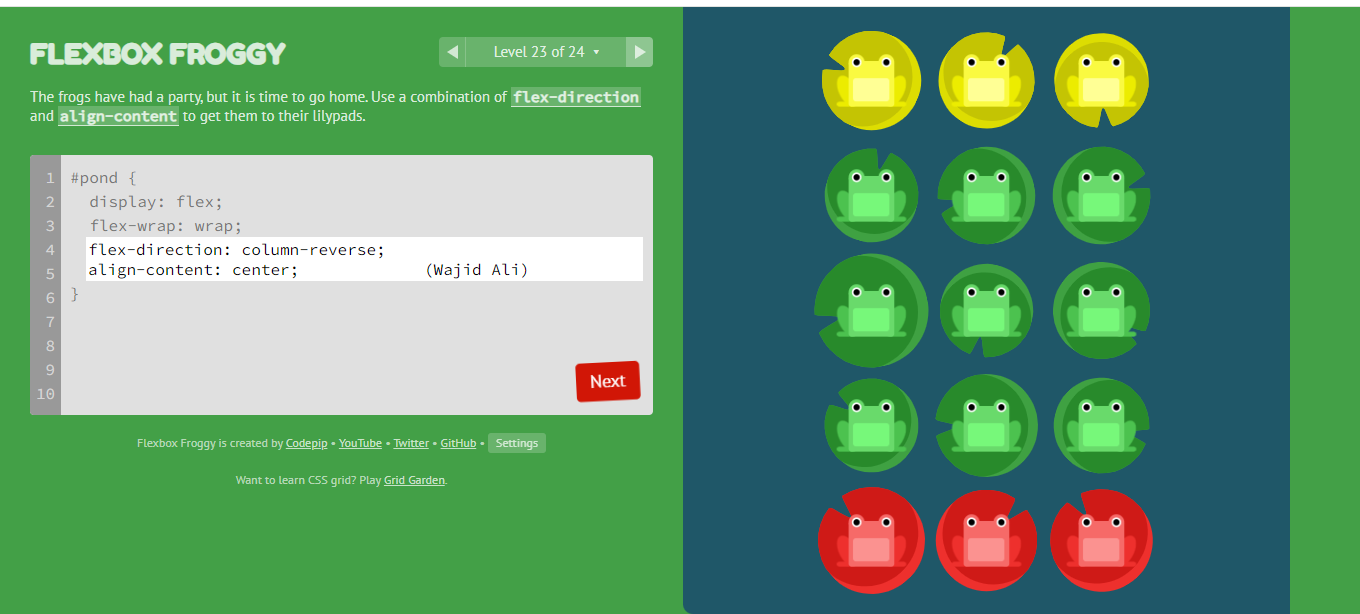 FLEXBOX FROGGY
◀ Level 23 of 24 ▾ ▶
The frogs have had a party, but it is time to go home. Use a combination of flex-direction
and align-content to get them to their lilypads.
1 #pond {
2 display: flex;
3 flex-wrap: wrap;
4 flex-direction: column-reverse;
5 align-content: center; (Wajid Ali)
6 }
7
8
9
10
Next
Flexbox Froggy is created by Codepip • YouTube • Twitter • GitHub • Settings
Want to learn CSS grid? Play Grid Garden.